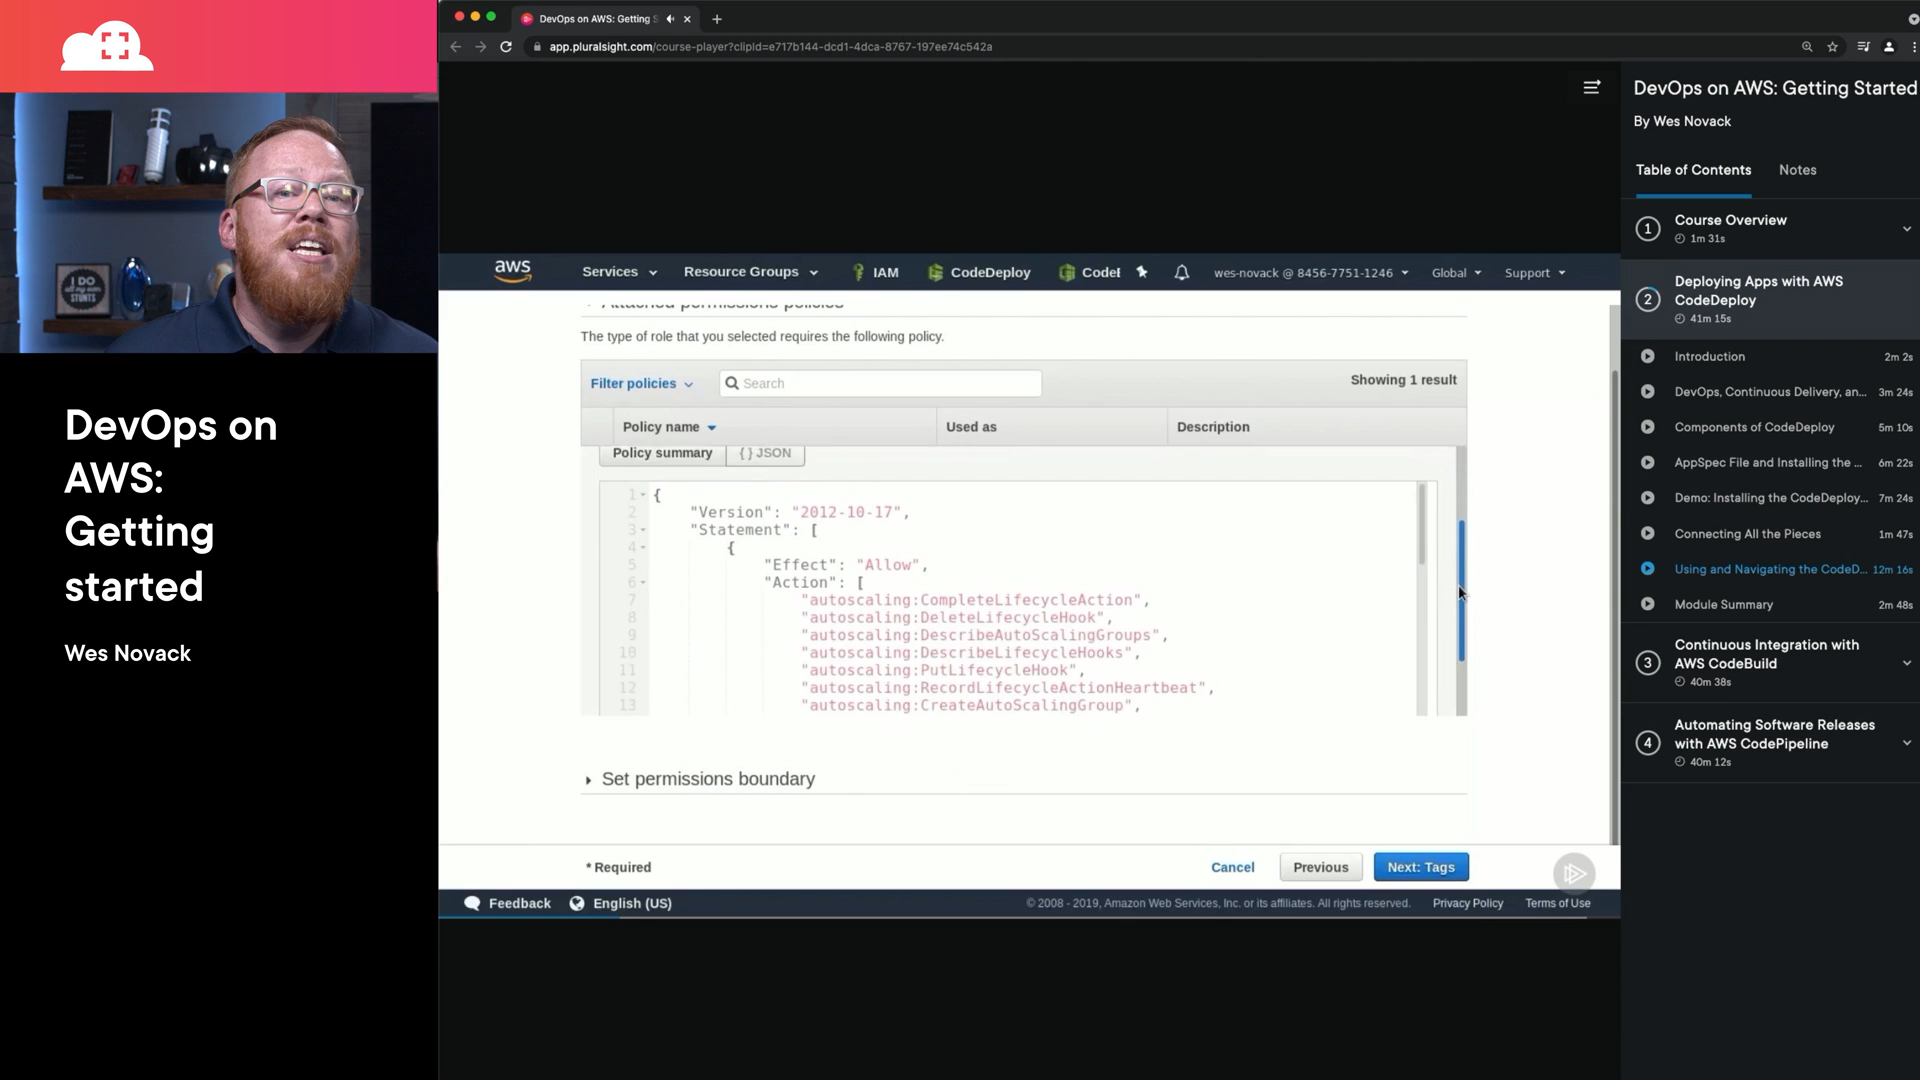 I DO
STUNTS
DevOps on
AWS:
Getting
started
Wes Novack
DevOps on AWS: Getting S
app.pluralsight.com/course-player?clipId=e717b144-dcd1-4dca-8767-197ee74c542a
aws
Services
Resource Groups
IAM
CodeDeploy
CodeI
wes-novack @ 8456-7751-1246
Global
Support
Attached permissions policies
The type of role that you selected requires the following policy.
Filter policies
Search
Showing 1 result
Policy name
Used as
Description
Policy summary
{ } JSON
1 {
2 "Version": "2012-10-17",
3 "Statement": [
4 {
5 "Effect": "Allow",
6 "Action": [
7 "autoscaling:CompleteLifecycleAction",
8 "autoscaling:DeleteLifecycleHook",
9 "autoscaling:DescribeAutoScalingGroups",
10 "autoscaling:DescribeLifecycleHooks",
11 "autoscaling:PutLifecycleHook",
12 "autoscaling:RecordLifecycleActionHeartbeat",
13 "autoscaling:CreateAutoScalingGroup",
Set permissions boundary
* Required
Cancel
Previous
Next: Tags
Feedback
English (US)
© 2008 - 2019, Amazon Web Services, Inc. or its affiliates. All rights reserved.
Privacy Policy
Terms of Use
DevOps on AWS: Getting Started
By Wes Novack
Table of Contents
Notes
1
Course Overview
1m 31s
2
Deploying Apps with AWS
CodeDeploy
41m 15s
Introduction 2m 2s
DevOps, Continuous Delivery, an... 3m 24s
Components of CodeDeploy 5m 10s
AppSpec File and Installing the ... 6m 22s
Demo: Installing the CodeDeploy... 7m 24s
Connecting All the Pieces 1m 47s
Using and Navigating the CodeD... 12m 16s
Module Summary 2m 48s
3
Continuous Integration with
AWS CodeBuild
40m 38s
4
Automating Software Releases
with AWS CodePipeline
40m 12s